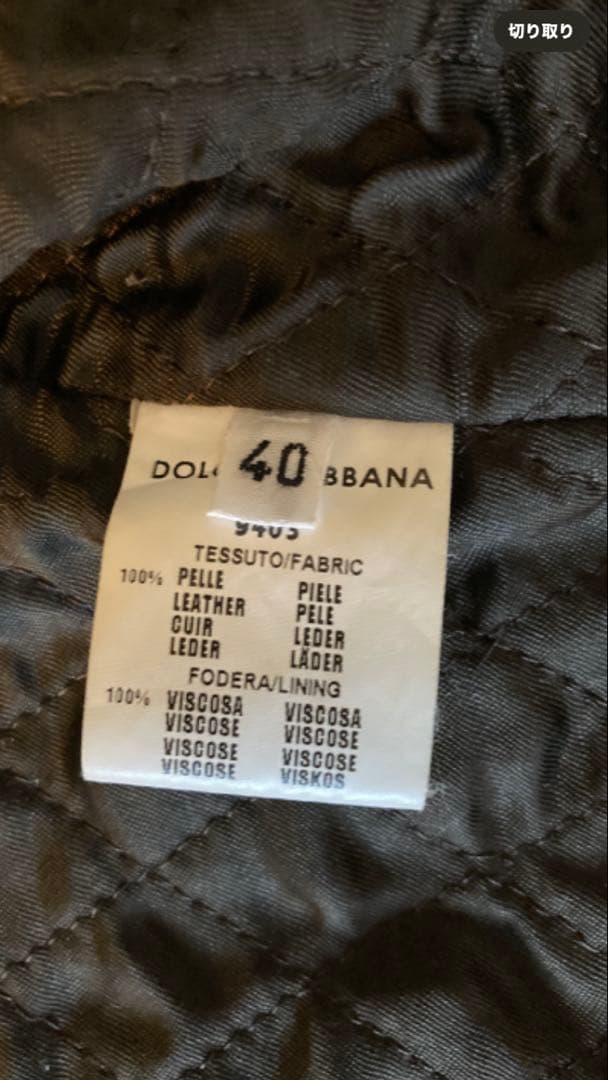 切り取り
40
DOL BBANA
TESSUTO/FABRIC
100% PELLE PIELE
LEATHER PELE
CUIR LEDER
LEDER LÄDER
FODERA/LINING
100% VISCOSA VISCOSA
VISCOSE VISCOSE
VISCOSE VISCOSE
VISCOSE VISKOS